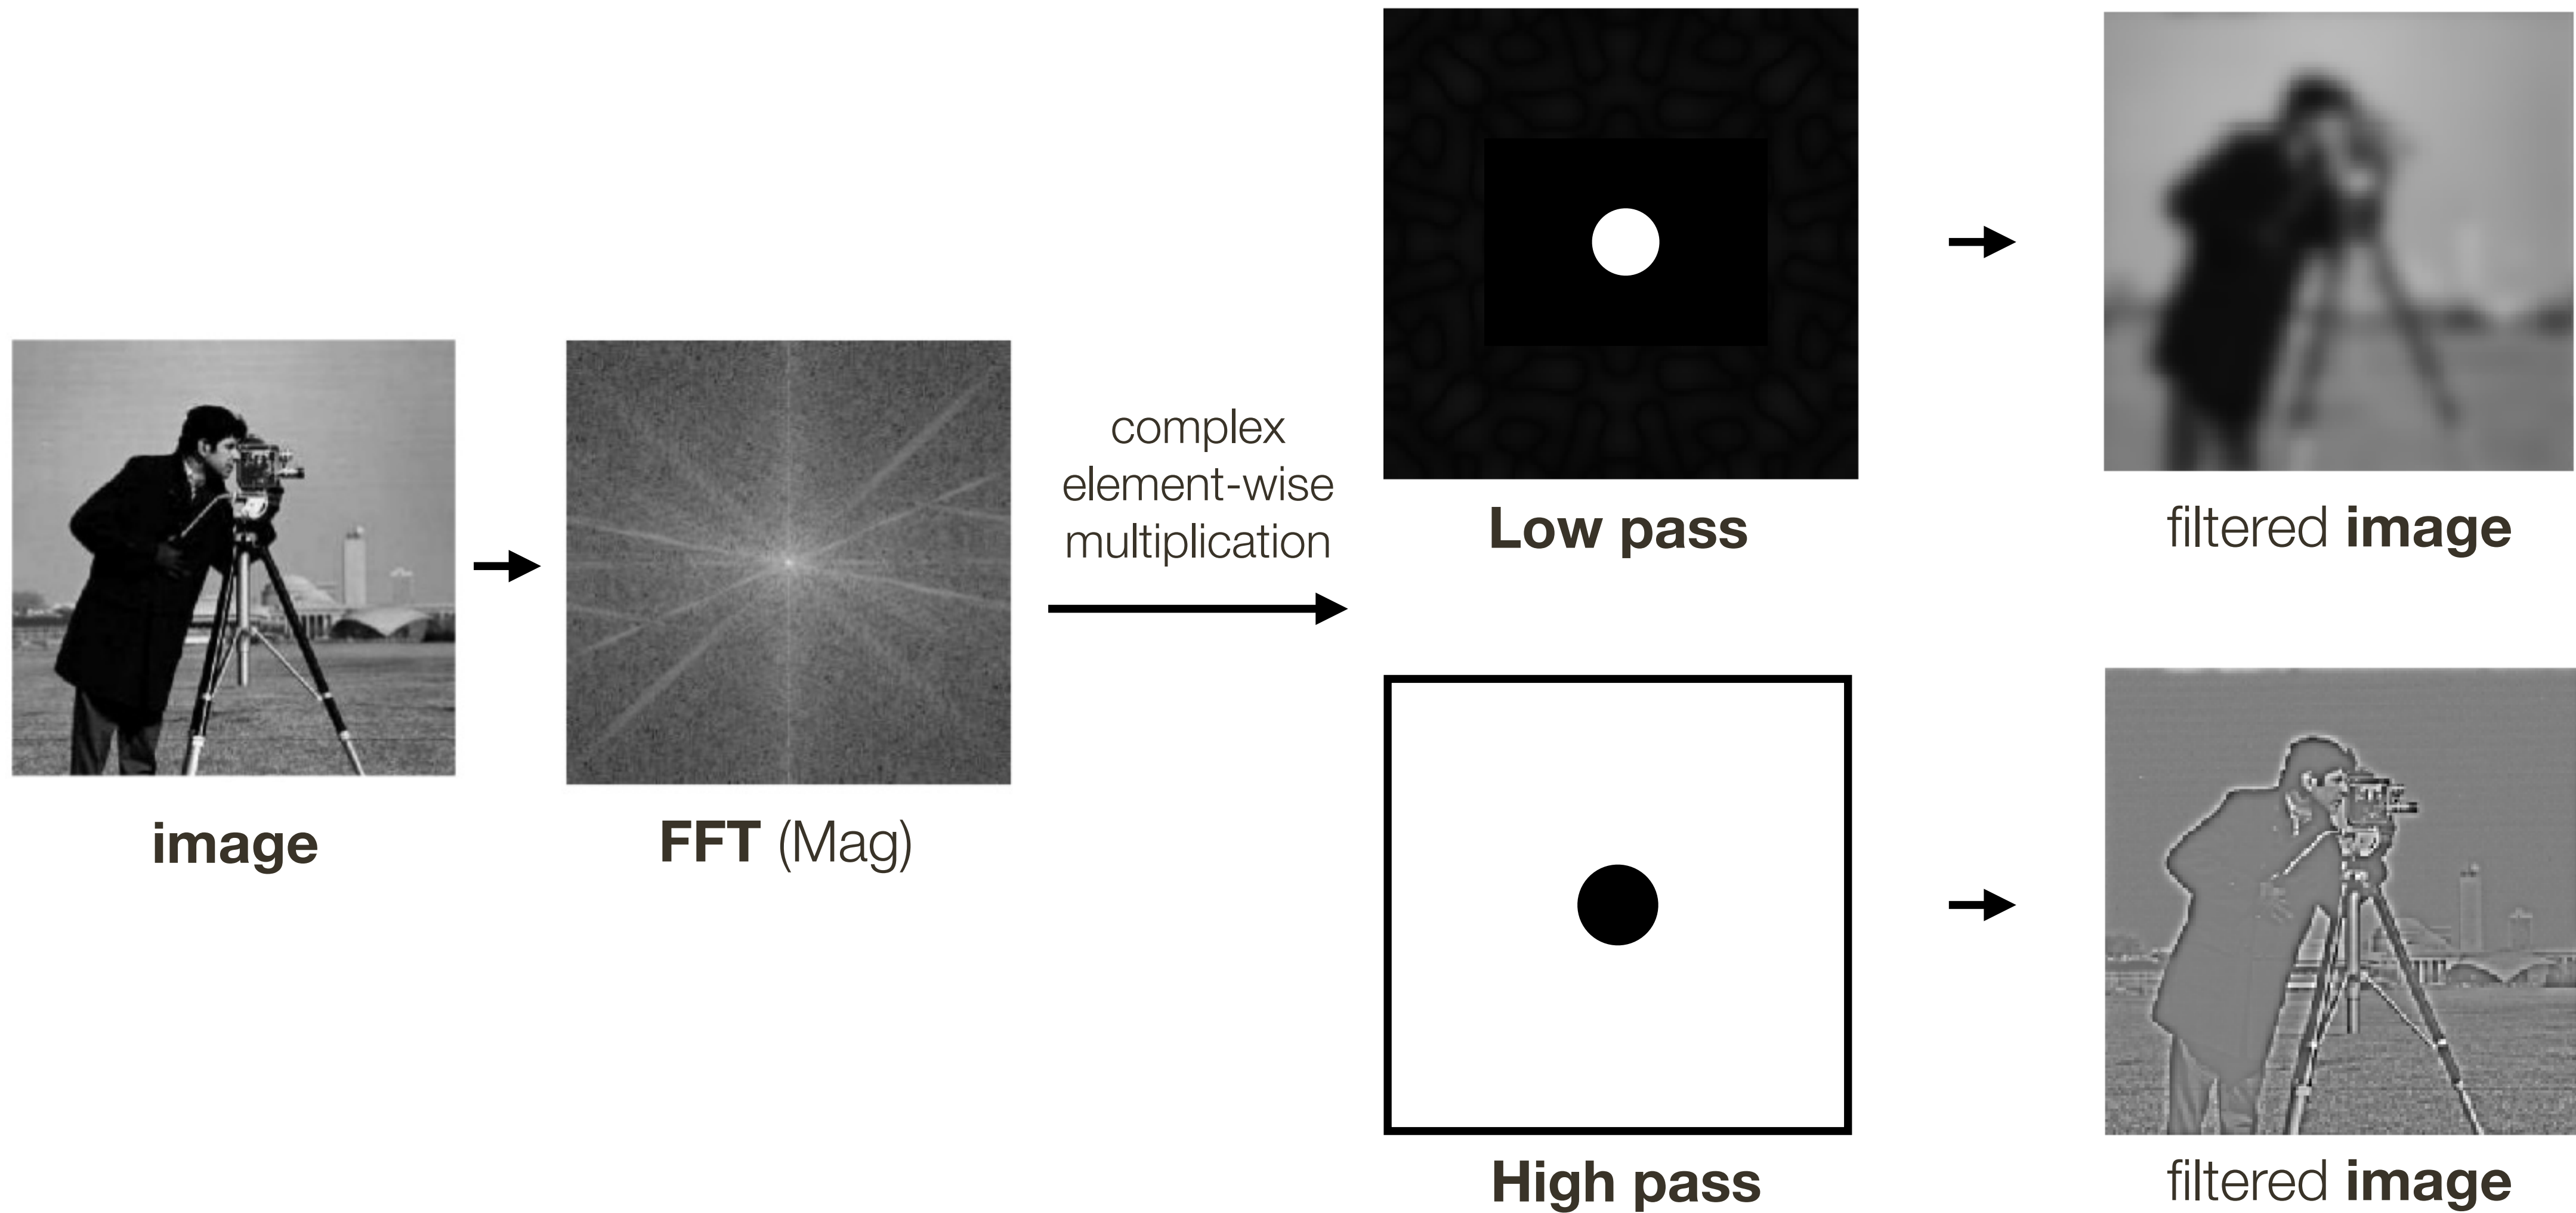 image
FFT (Mag)
complex
element-wise
multiplication
Low pass
filtered image
High pass
filtered image